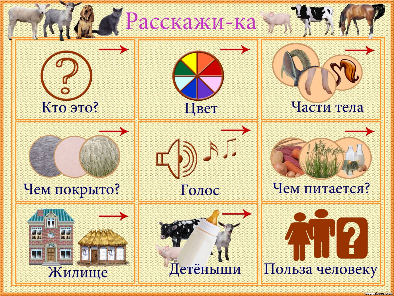 Расскажи-ка
Кто это?
Цвет
Части тела
Чем покрыто?
Голос
Чем питается?
Жилище
Детёныши
Польза человеку